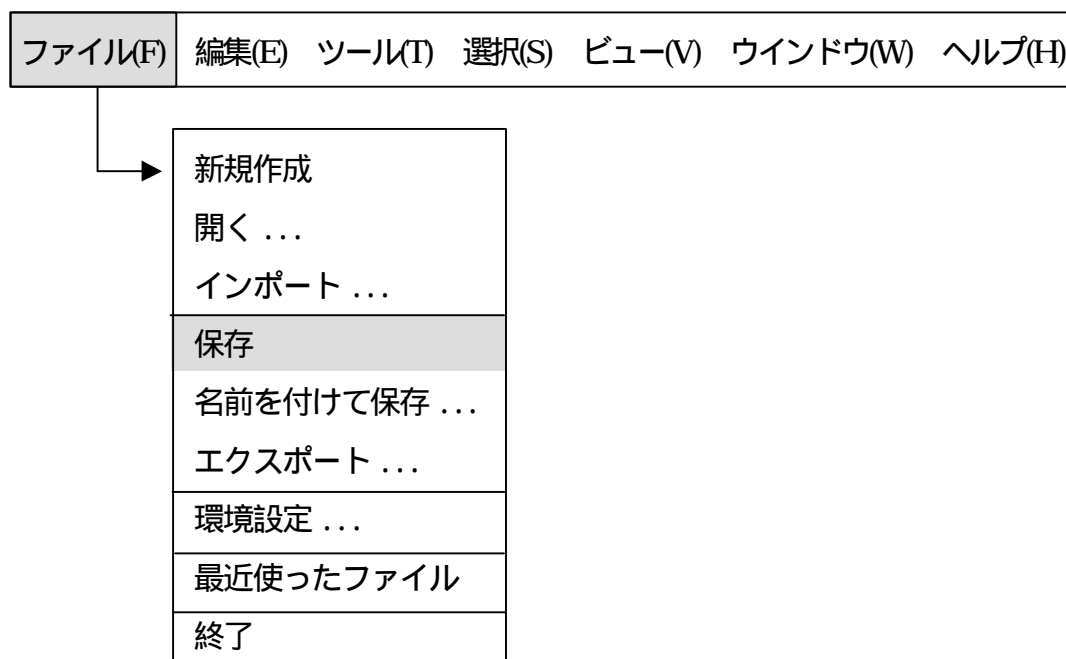 ファイル(F) 編集(E) ツール(T) 選択(S) ビュー(V) ウインドウ(W) ヘルプ(H)
新規作成
開く ...
インポート ...
保存
名前を付けて保存 ...
エクスポート ...
環境設定 ...
最近使ったファイル
終了